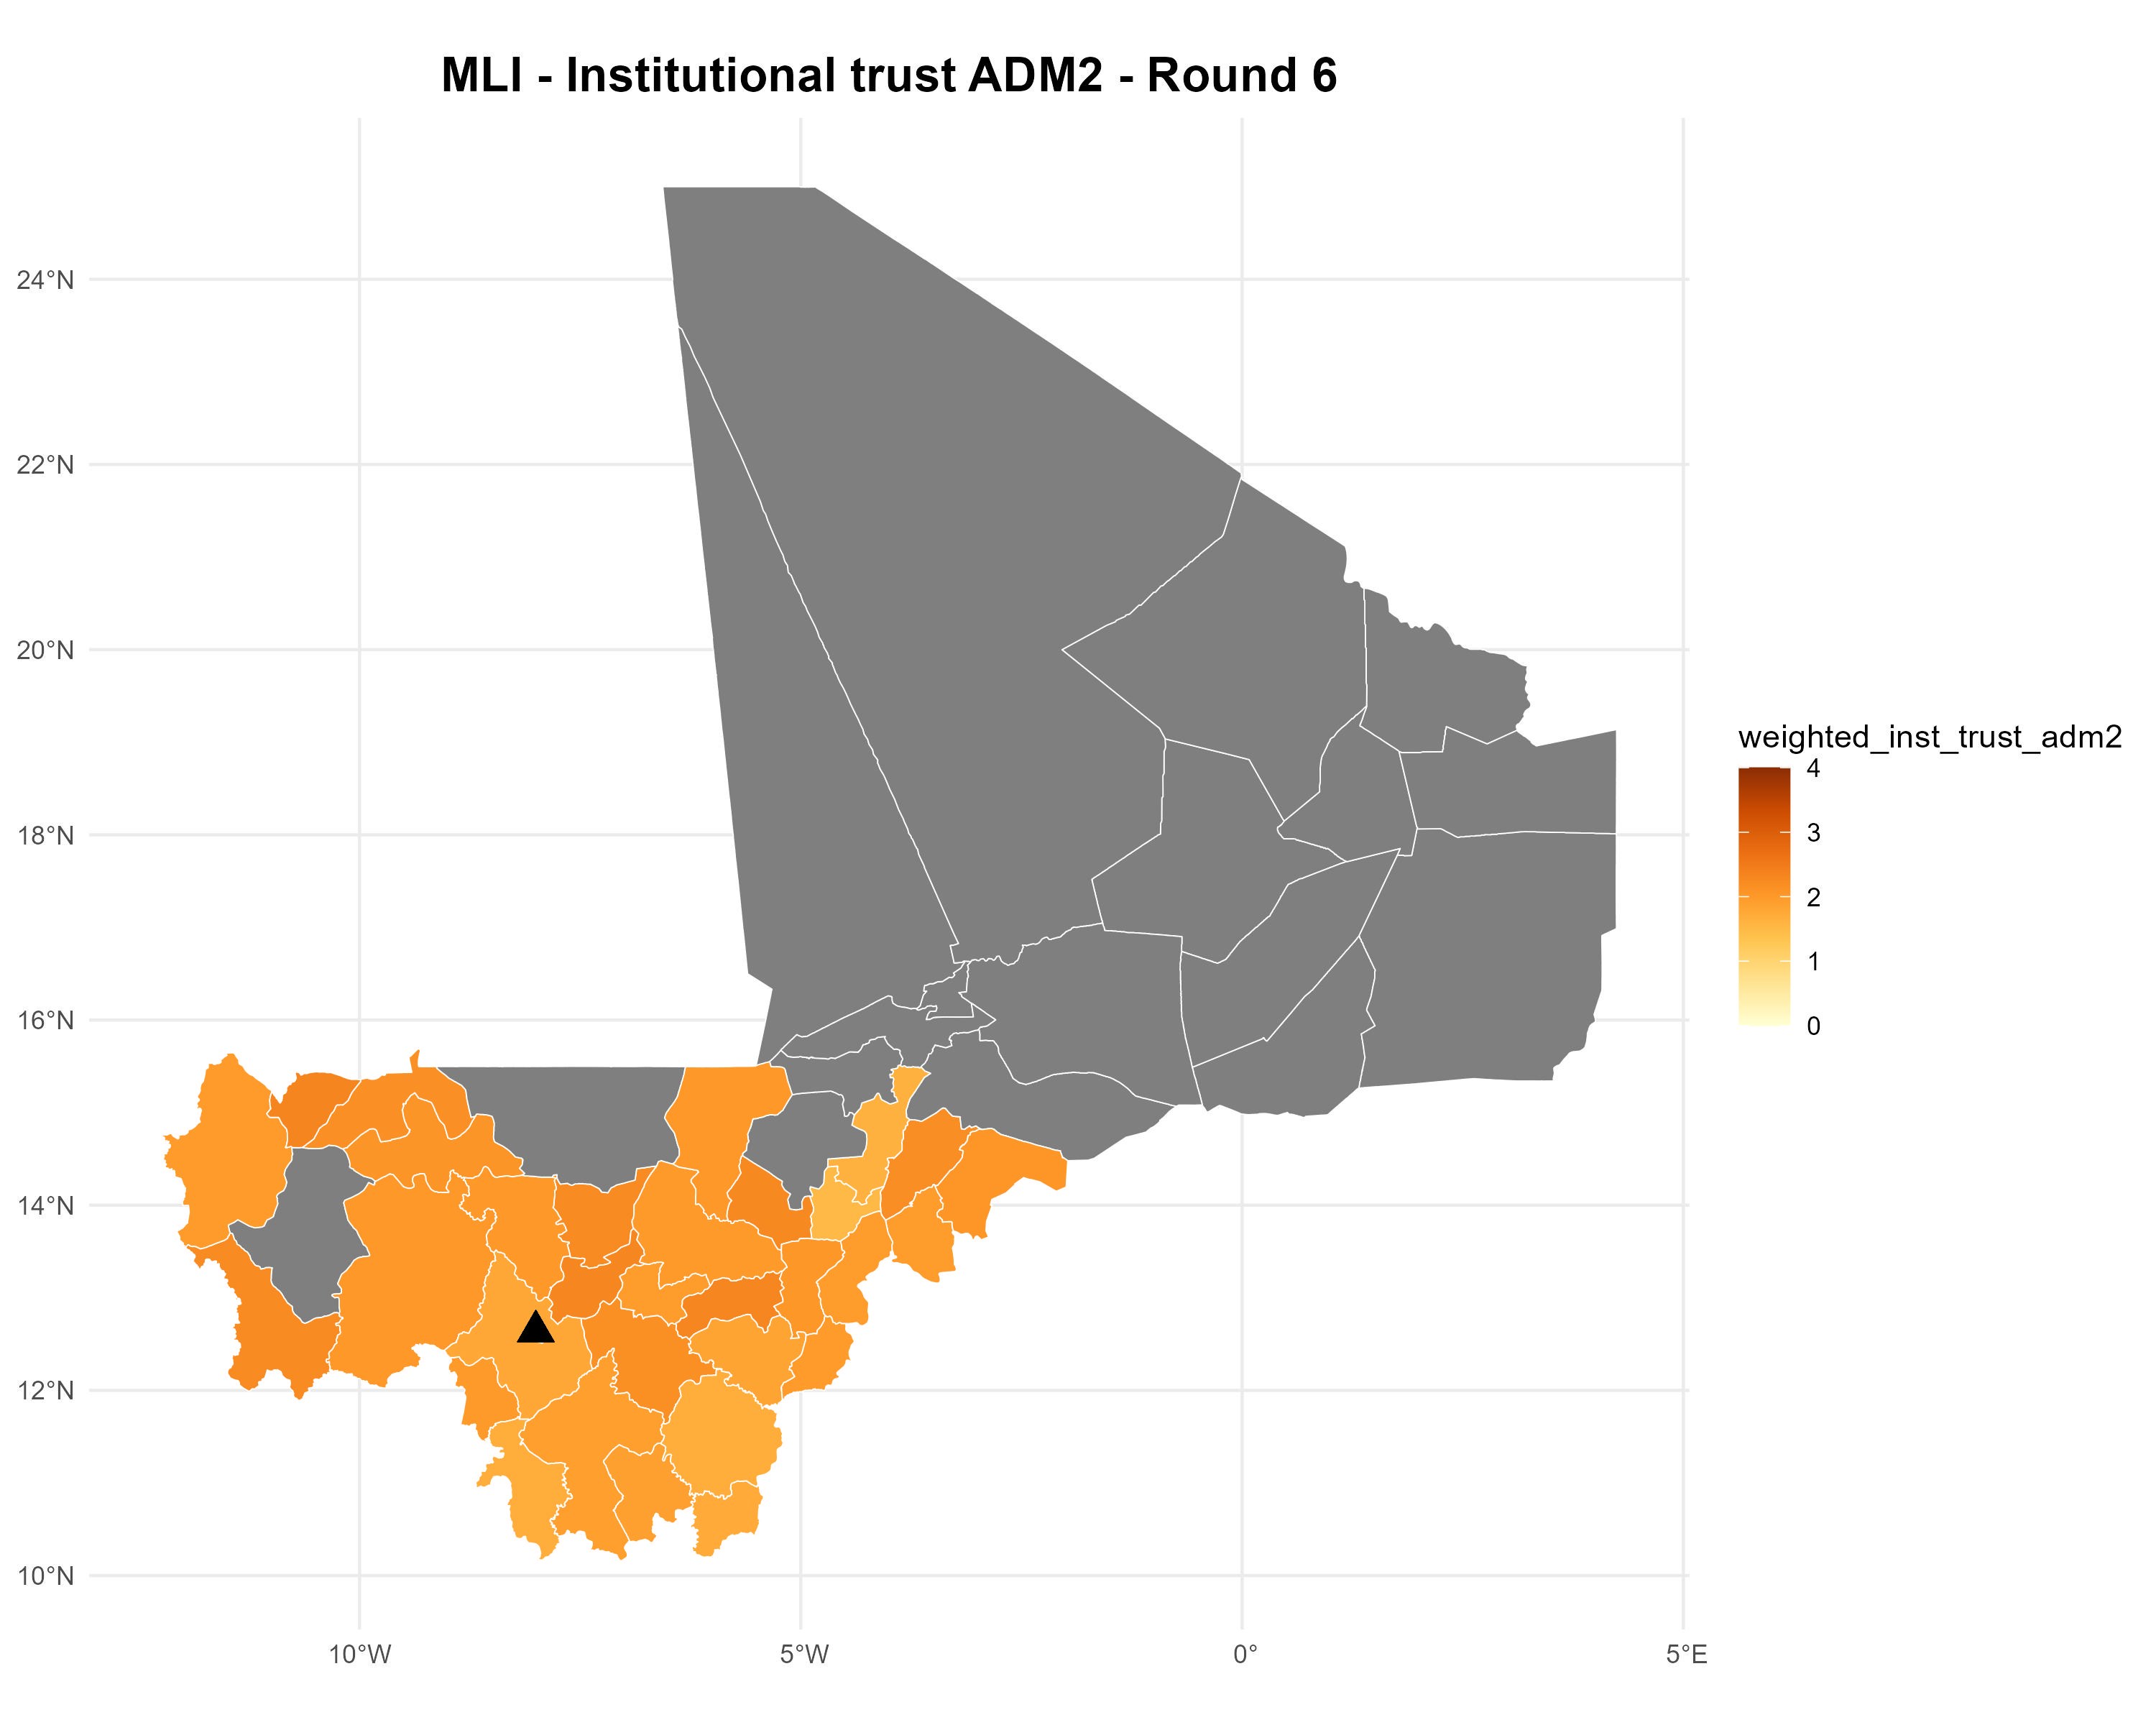 MLI - Institutional trust ADM2 - Round 6
24°N
22°N
20°N
18°N
16°N
14°N
12°N
10°N
10°W
5°W
0°
5°E
weighted_inst_trust_adm2
4
3
2
1
0